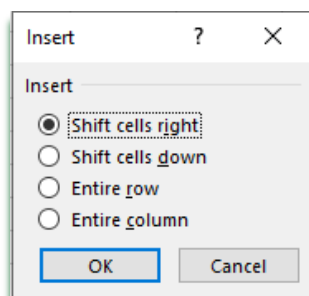 Insert ?
Insert
Shift cells right
Shift cells down
Entire row
Entire column
OK Cancel